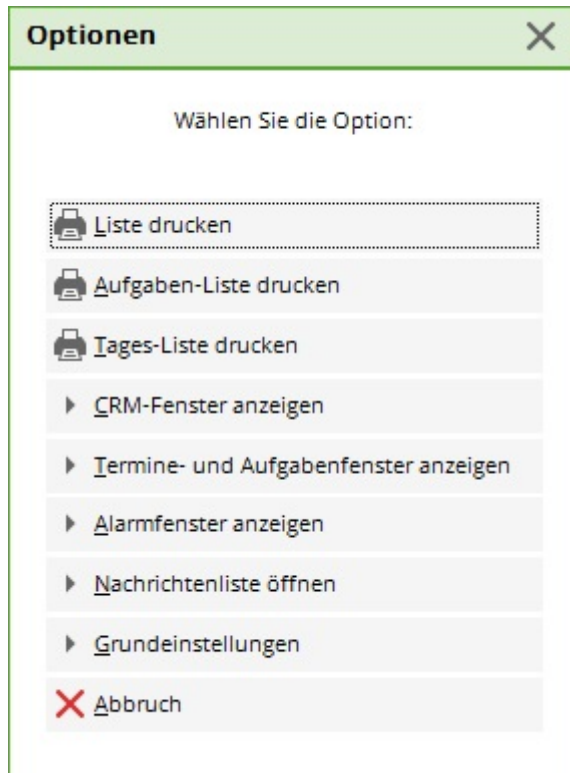 Optionen
Wählen Sie die Option:
Liste drucken
Aufgaben-Liste drucken
Tages-Liste drucken
CRM-Fenster anzeigen
Termine- und Aufgabenfenster anzeigen
Alarmfenster anzeigen
Nachrichtenliste öffnen
Grundeinstellungen
Abbruch